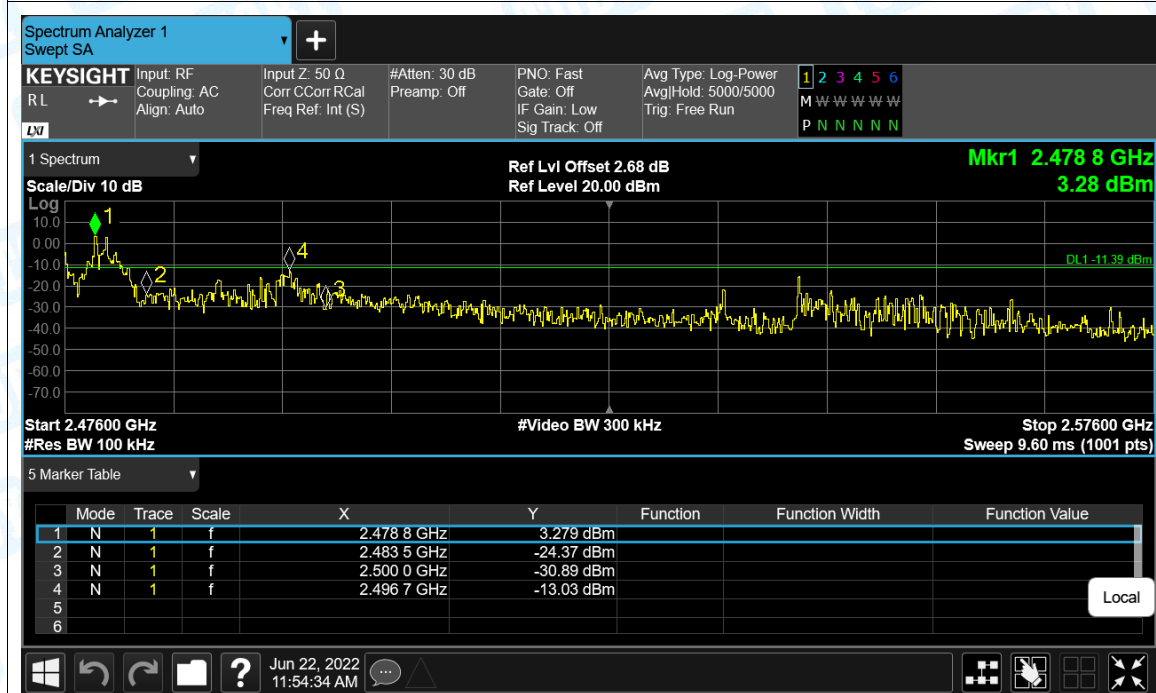 Spectrum Analyzer 1
Swept SA
+
KEYSIGHT
RL
LXI
Input: RF
Coupling: AC
Align: Auto
Input Z: 50 Ω
Corr CCorr RCal
Freq Ref: Int (S)
#Atten: 30 dB
Preamp: Off
PNO: Fast
Gate: Off
IF Gain: Low
Sig Track: Off
Avg Type: Log-Power
Avg|Hold: 5000/5000
Trig: Free Run
1 2 3 4 5 6
M W W W W W
P N N N N N
1 Spectrum
Scale/Div 10 dB
Ref Lvl Offset 2.68 dB
Ref Level 20.00 dBm
Mkr1 2.478 8 GHz
3.28 dBm
Log
10.0
0.00
-10.0
-20.0
-30.0
-40.0
-50.0
-60.0
-70.0
1
2
4
3
DL1 -11.39 dBm
Start 2.47600 GHz
#Video BW 300 kHz
Stop 2.57600 GHz
#Res BW 100 kHz
Sweep 9.60 ms (1001 pts)
5 Marker Table
Mode Trace Scale X Y Function Function Width Function Value
1 N 1 f 2.478 8 GHz 3.279 dBm
2 N 1 f 2.483 5 GHz -24.37 dBm
3 N 1 f 2.500 0 GHz -30.89 dBm
4 N 1 f 2.496 7 GHz -13.03 dBm
5
6
Local
?
Jun 22, 2022
11:54:34 AM